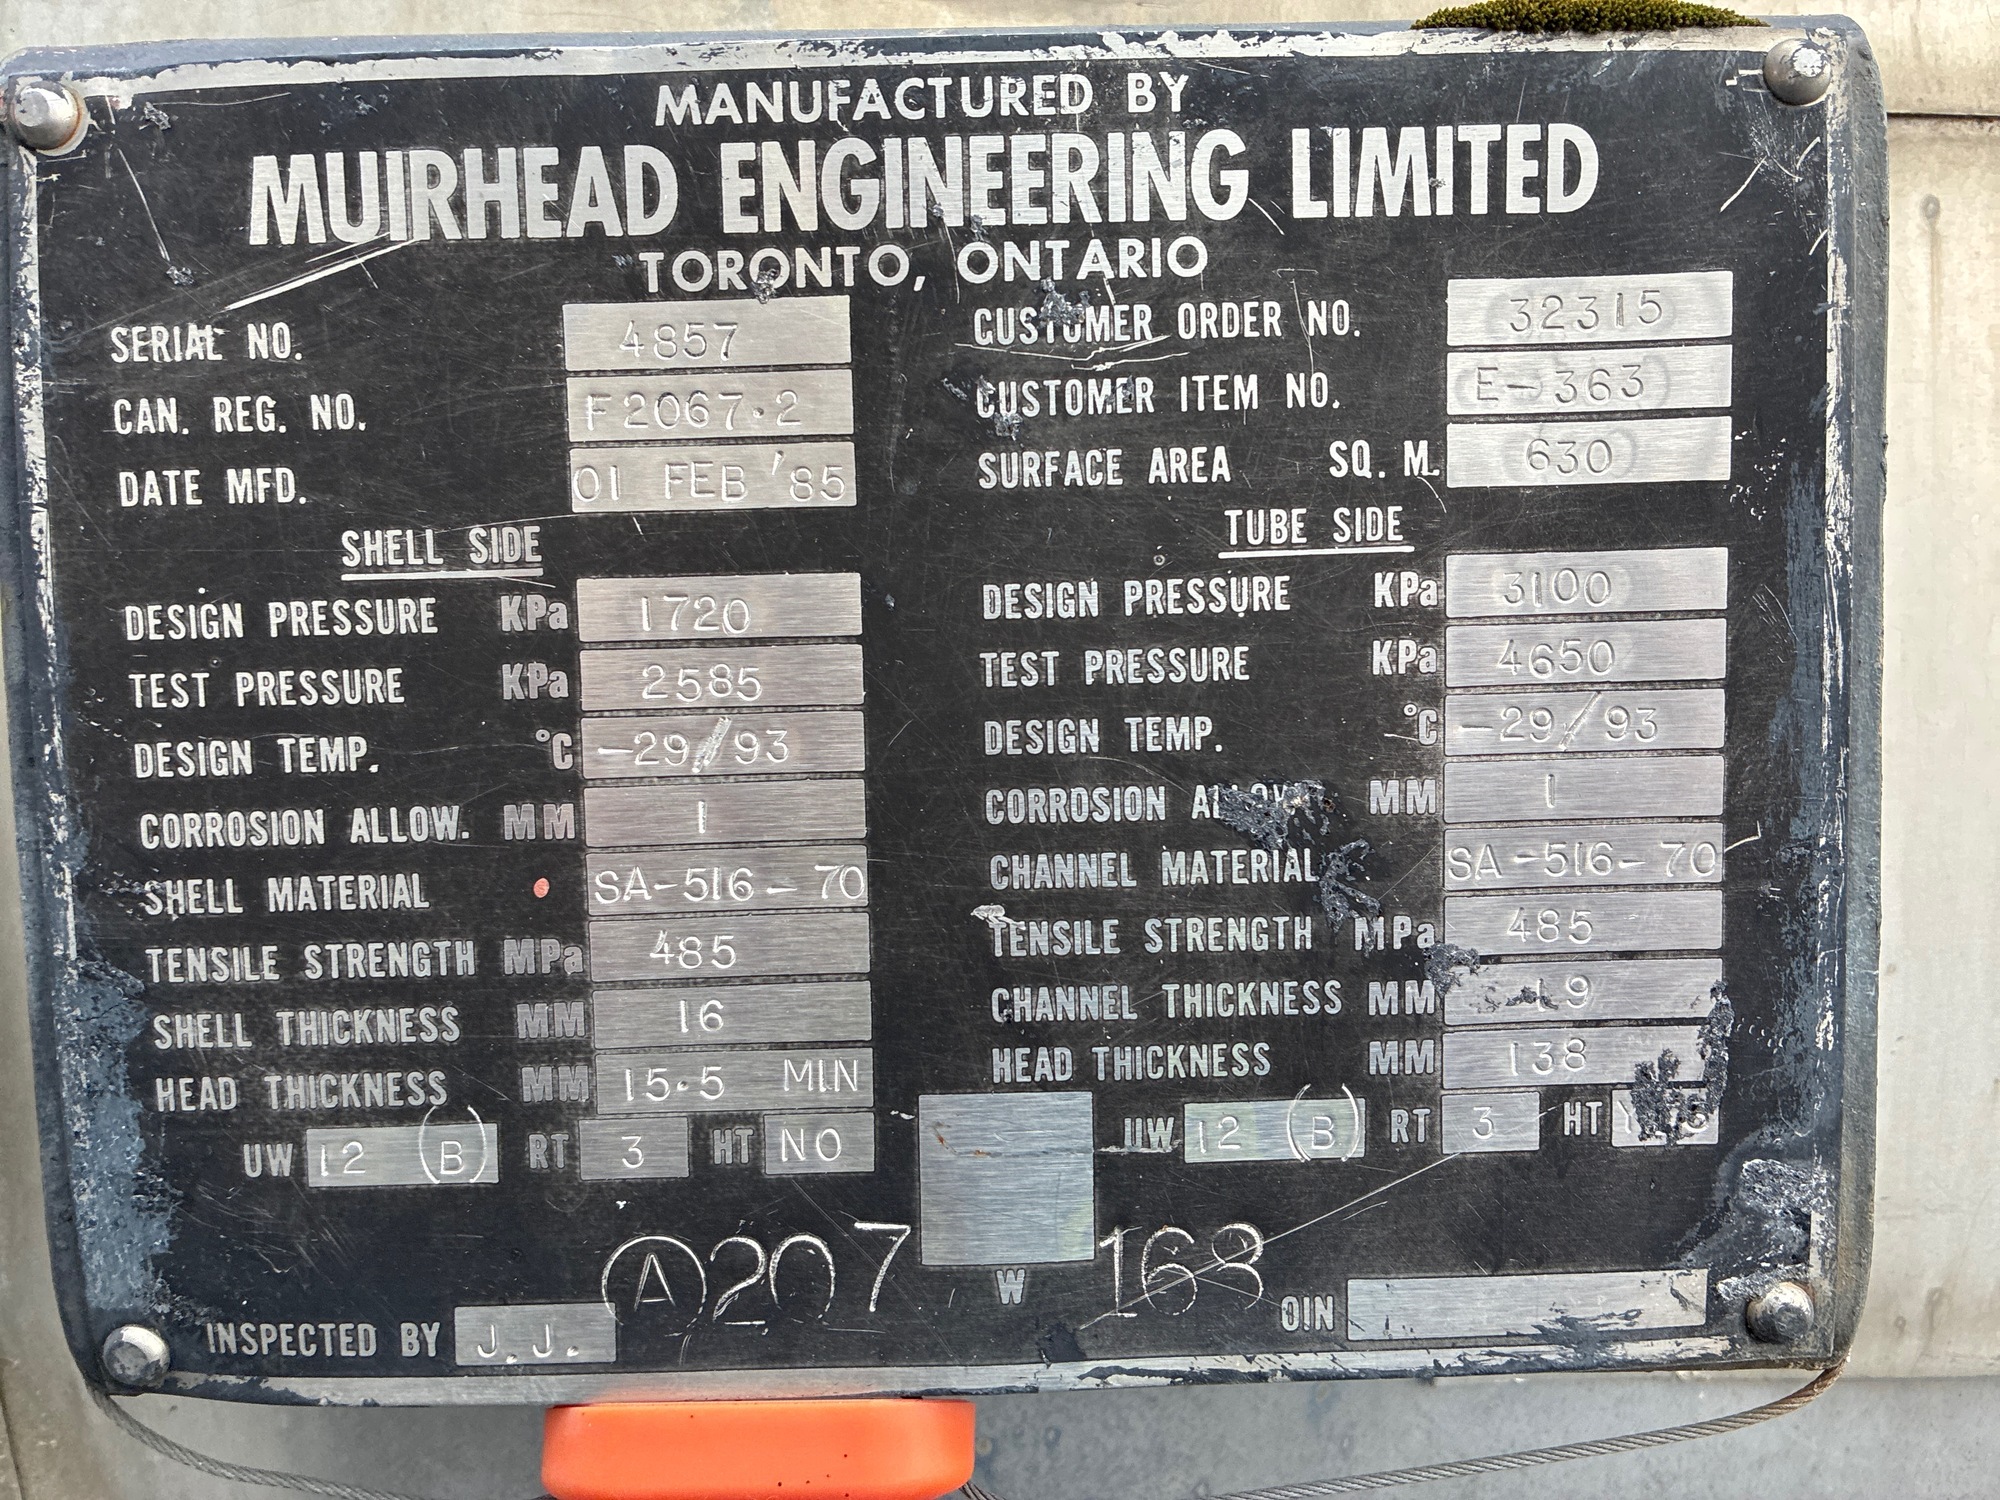 MANUFACTURED BY
MUIRHEAD ENGINEERING LIMITED
TORONTO, ONTARIO
SERIAL NO. 4857
CAN. REG. NO. F2067.2
DATE MFD. 01 FEB '85
CUSTOMER ORDER NO. 32315
CUSTOMER ITEM NO. E-363
SURFACE AREA SQ. M. 630
SHELL SIDE
DESIGN PRESSURE KPa 1720
TEST PRESSURE KPa 2585
DESIGN TEMP. °C -29/93
CORROSION ALLOW. MM 1
SHELL MATERIAL SA-516-70
TENSILE STRENGTH MPa 485
SHELL THICKNESS MM 16
HEAD THICKNESS MM 15.5 MIN
UW 12 (B) RT 3 HT NO
TUBE SIDE
DESIGN PRESSURE KPa 3100
TEST PRESSURE KPa 4650
DESIGN TEMP. °C -29/93
CORROSION ALLOW. MM 1
CHANNEL MATERIAL SA-516-70
TENSILE STRENGTH MPa 485
CHANNEL THICKNESS MM 19
HEAD THICKNESS MM 138
UW 12 (B) RT 3 HT
A 207 168
W
INSPECTED BY J.J.
OIN